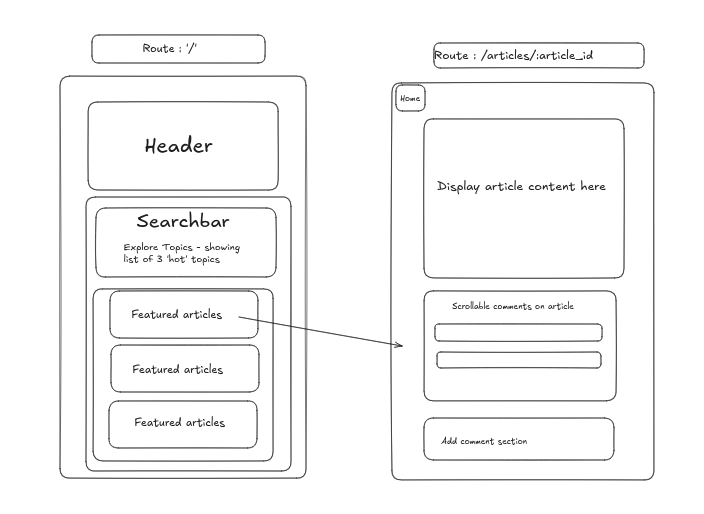 Route : '/'
Header
Searchbar
Explore Topics - showing
list of 3 'hot' topics
Featured articles
Featured articles
Featured articles
Route : /articles/:article_id
Home
Display article content here
Scrollable comments on article
Add comment section